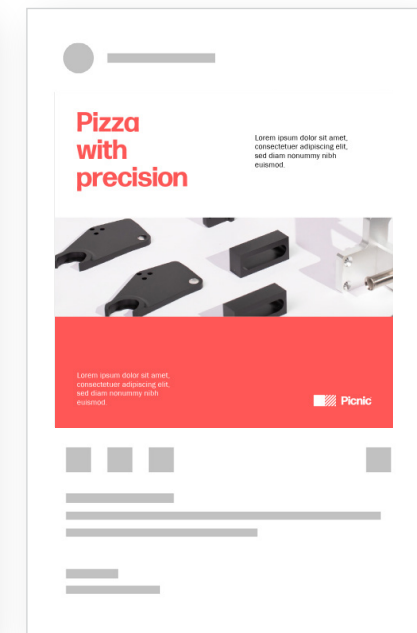 Pizza
with
precision
Lorem ipsum dolor sit amet,
consectetuer adipiscing elit,
sed diam nonummy nibh
euismod.
Lorem ipsum dolor sit amet,
consectetuer adipiscing elit,
sed diam nonummy nibh
euismod.
Picnic